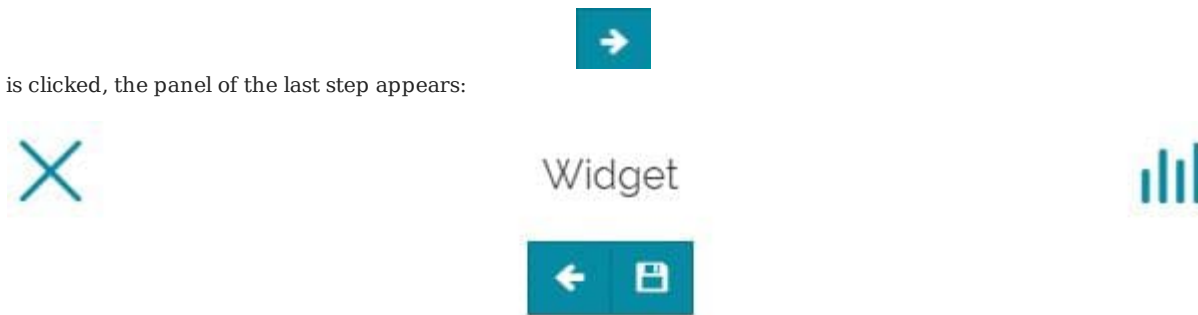 is clicked, the panel of the last step appears:
Widget